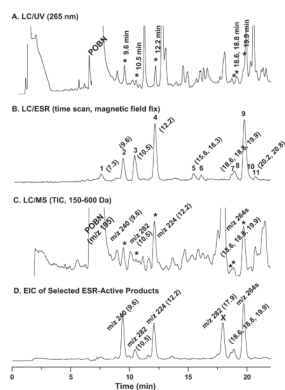 A. LC/UV (265 nm)
POBN
* 9.6 min
* 10.5 min
* 12.2 min
* 18.6, 18.8 min
* 19.9 min
B. LC/ESR (time scan, magnetic field fix)
1 (7.3)
2 (9.6)
3 (10.5)
4 (12.2)
5 6 (15.6, 16.3)
7 8 (18.6, 18.8, 19.9)
9
10 11 (20.2, 20.8)
C. LC/MS (TIC, 150-600 Da)
POBN
(m/z 195)
* m/z 240 (9.6)
* m/z 282
(10.5)
* m/z 224 (12.2)
** (18.6, 18.8, 19.9)
* m/z 264s
D. EIC of Selected ESR-Active Products
m/z 240 (9.6)
m/z 282
(10.5)
m/z 224 (12.2)
m/z 282 (17.9)
X
(18.6, 18.8, 19.9)
m/z 264s
0 5 10 15 20
Time (min)